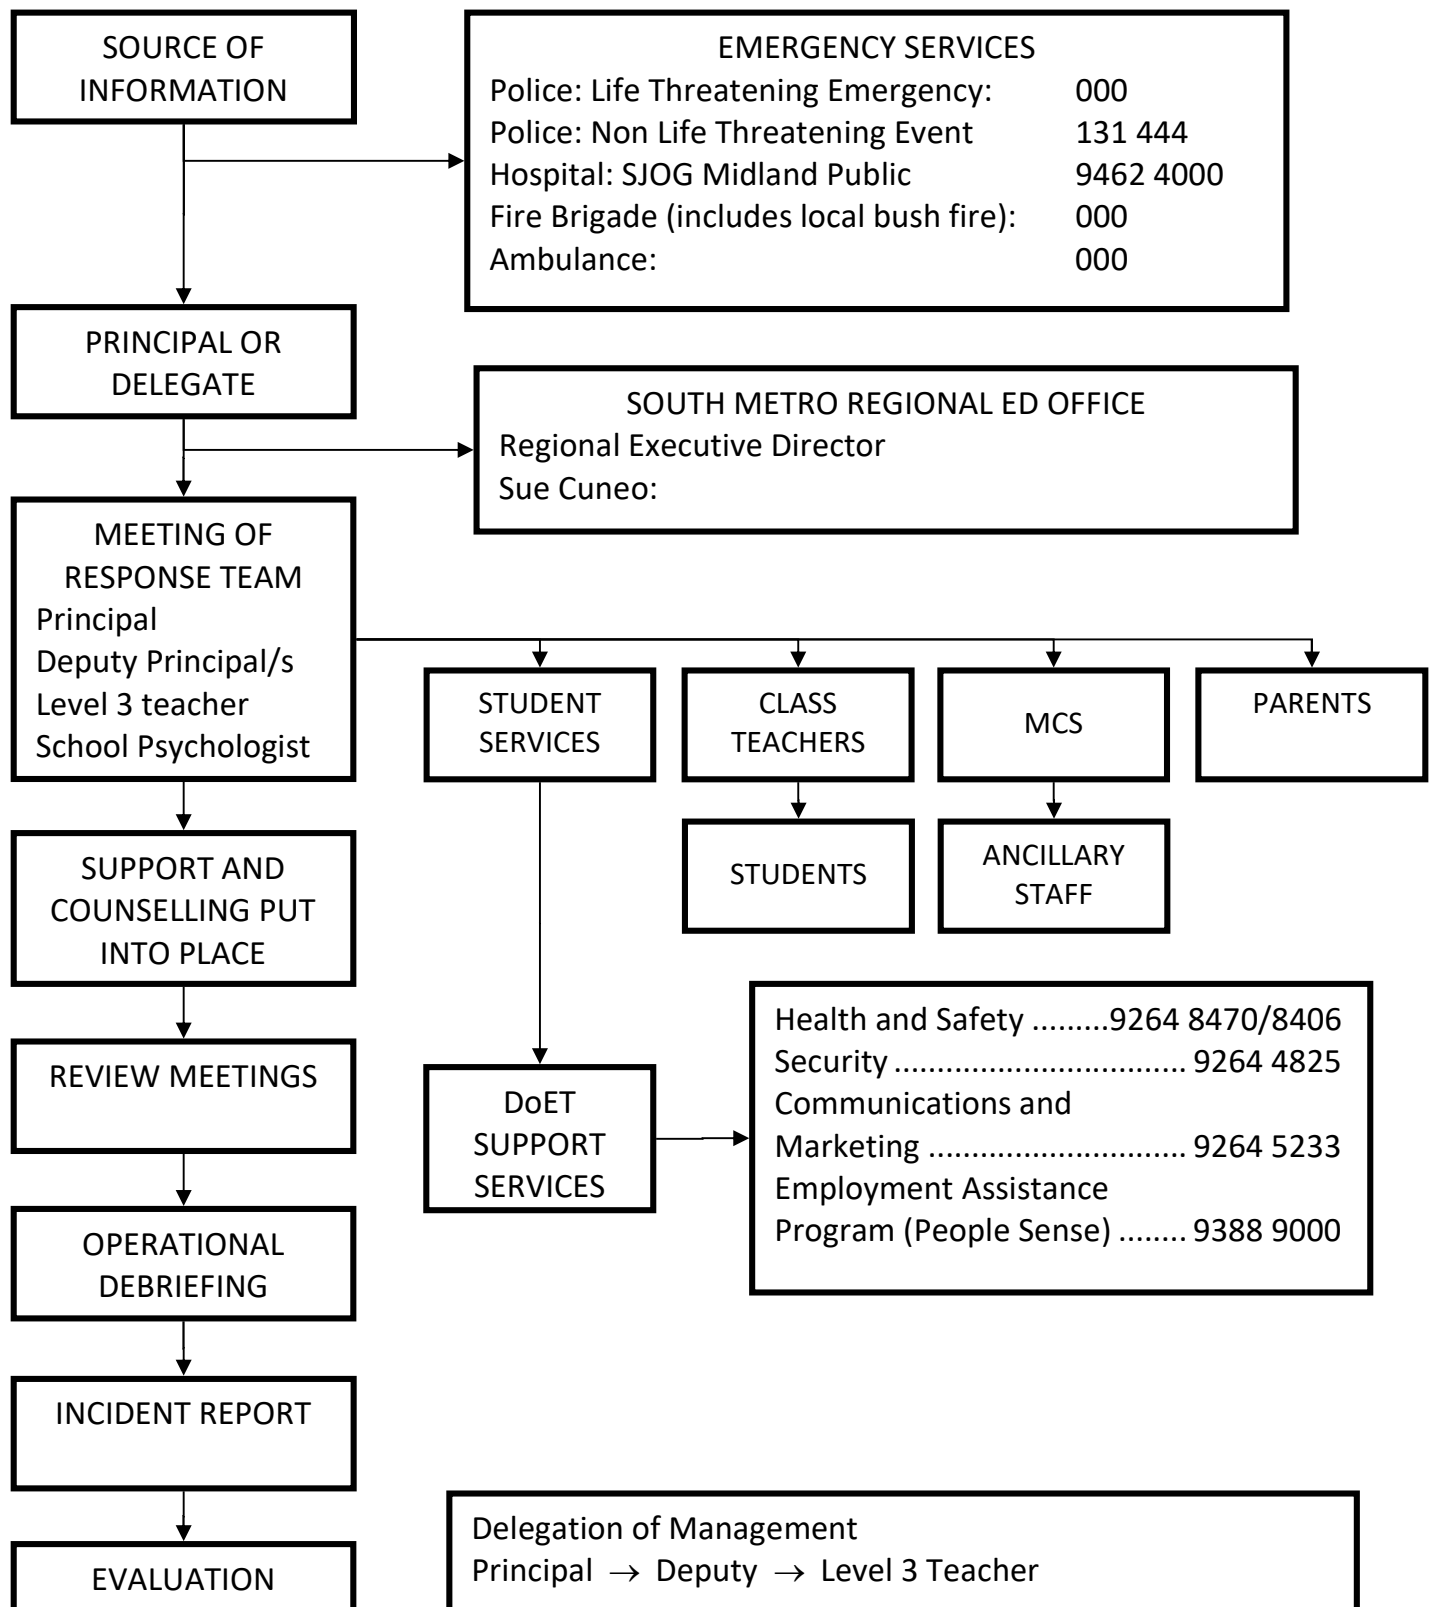 SOURCE OF
INFORMATION
EMERGENCY SERVICES
Police: Life Threatening Emergency: 000
Police: Non Life Threatening Event 131 444
Hospital: SJOG Midland Public 9462 4000
Fire Brigade (includes local bush fire): 000
Ambulance: 000
PRINCIPAL OR
DELEGATE
SOUTH METRO REGIONAL ED OFFICE
Regional Executive Director
Sue Cuneo:
MEETING OF
RESPONSE TEAM
Principal
Deputy Principal/s
Level 3 teacher
School Psychologist
STUDENT
SERVICES
CLASS
TEACHERS
MCS
PARENTS
STUDENTS
ANCILLARY
STAFF
SUPPORT AND
COUNSELLING PUT
INTO PLACE
REVIEW MEETINGS
DoET
SUPPORT
SERVICES
Health and Safety .........9264 8470/8406
Security .................................. 9264 4825
Communications and
Marketing .............................. 9264 5233
Employment Assistance
Program (People Sense) ........ 9388 9000
OPERATIONAL
DEBRIEFING
INCIDENT REPORT
EVALUATION
Delegation of Management
Principal → Deputy → Level 3 Teacher